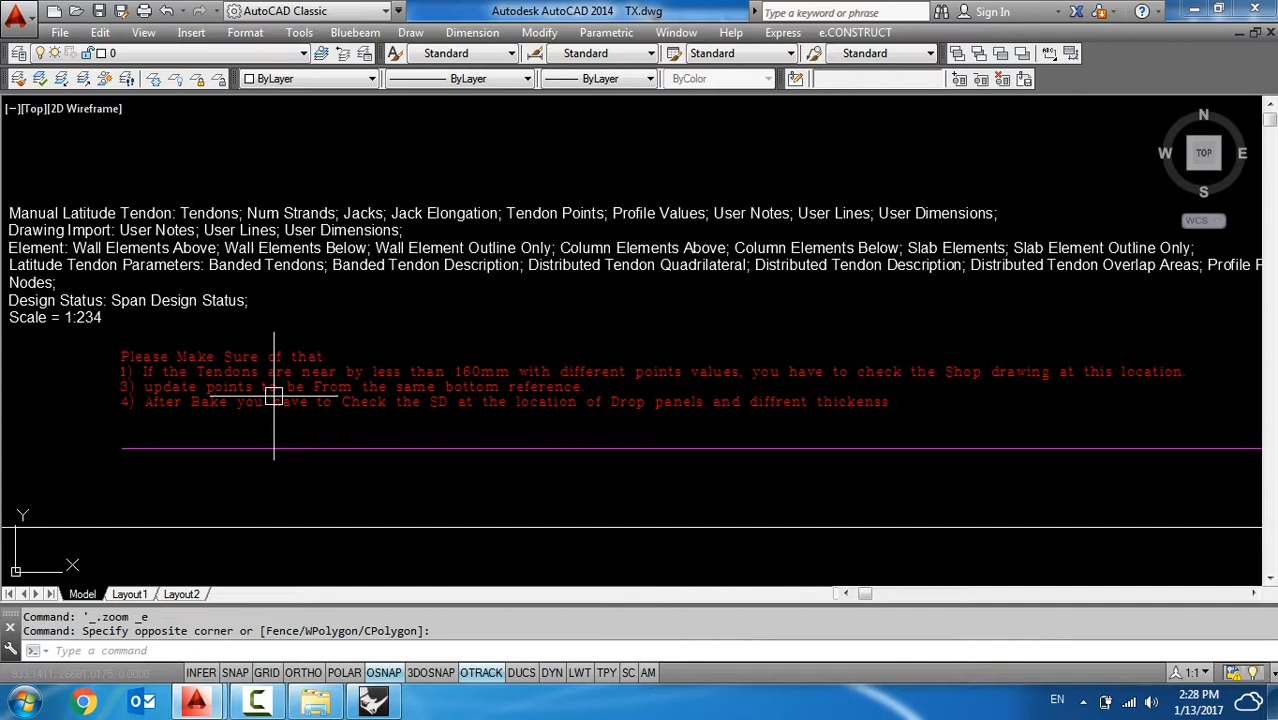 AutoCAD Classic
Autodesk AutoCAD 2014 TX.dwg
Type a keyword or phrase
Sign In
File Edit View Insert Format Tools Bluebeam Draw Dimension Modify Parametric Window Help Express e.CONSTRUCT
0
Standard Standard Standard Standard
ByLayer ByLayer ByLayer ByColor
[−][Top][2D Wireframe]
N
W TOP E
S
WCS
Manual Latitude Tendon: Tendons; Num Strands; Jacks; Jack Elongation; Tendon Points; Profile Values; User Notes; User Lines; User Dimensions;
Drawing Import: User Notes; User Lines; User Dimensions;
Element: Wall Elements Above; Wall Elements Below; Wall Element Outline Only; Column Elements Above; Column Elements Below; Slab Elements; Slab Element Outline Only;
Latitude Tendon Parameters: Banded Tendons; Banded Tendon Description; Distributed Tendon Quadrilateral; Distributed Tendon Description; Distributed Tendon Overlap Areas; Profile P
Nodes;
Design Status: Span Design Status;
Scale = 1:234
Please Make Sure of that
1) If the Tendons are near by less than 160mm with different points values, you have to check the Shop drawing at this location.
3) update points to be From the same bottom reference.
4) After Bake you have to Check the SD at the location of Drop panels and diffrent thickenss
Y
X
Model Layout1 Layout2
Command: '_.zoom _e
Command: Specify opposite corner or [Fence/WPolygon/CPolygon]:
Type a command
INFER SNAP GRID ORTHO POLAR OSNAP 3DOSNAP OTRACK DUCS DYN LWT TPY SC AM
1:1
EN
2:28 PM
1/13/2017